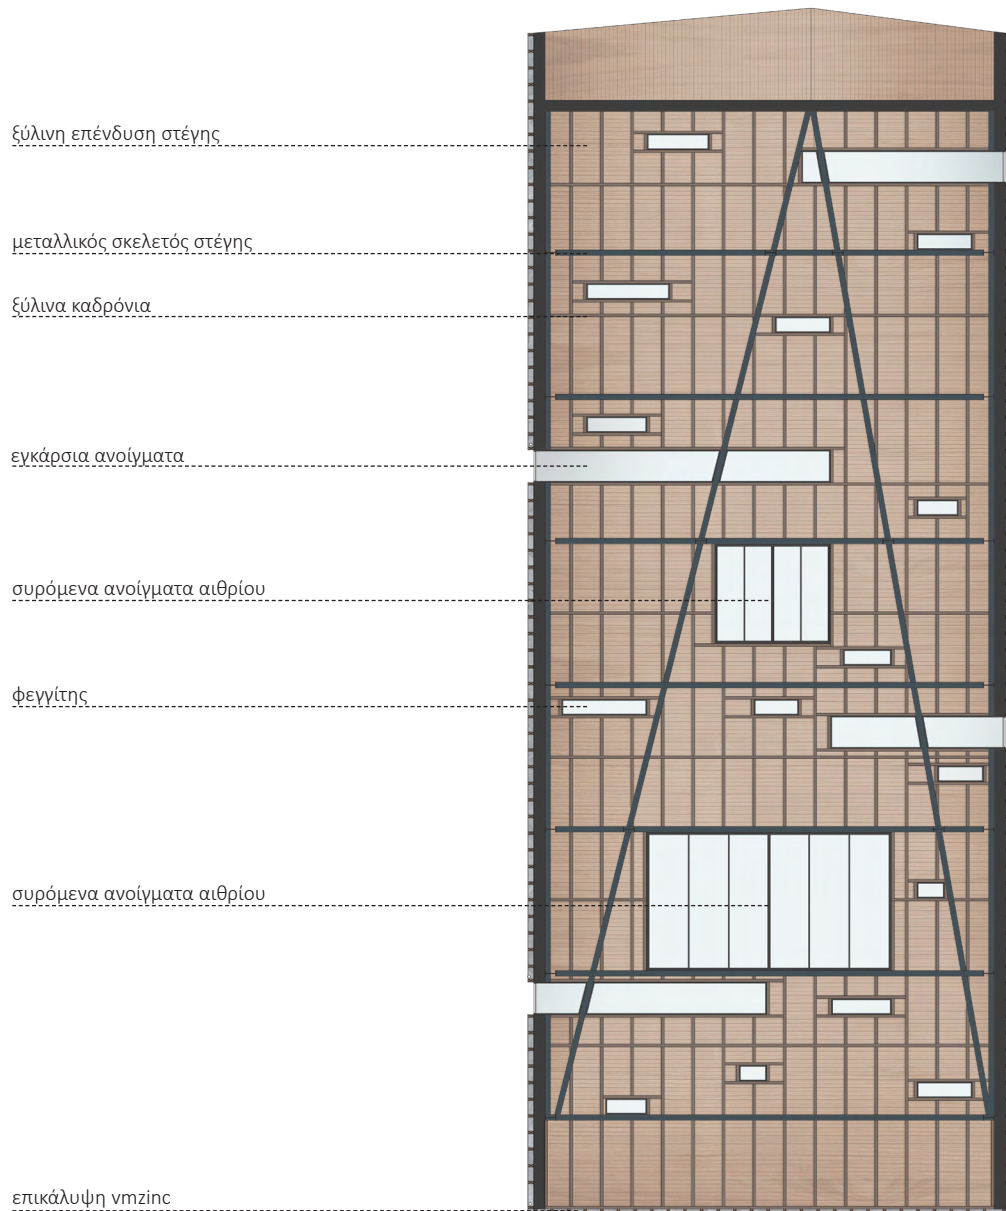 ξύλινη επένδυση στέγης
μεταλλικός σκελετός στέγης
ξύλινα καδρόνια
εγκάρσια ανοίγματα
συρόμενα ανοίγματα αιθρίου
φεγγίτης
συρόμενα ανοίγματα αιθρίου
επικάλυψη vmzinc